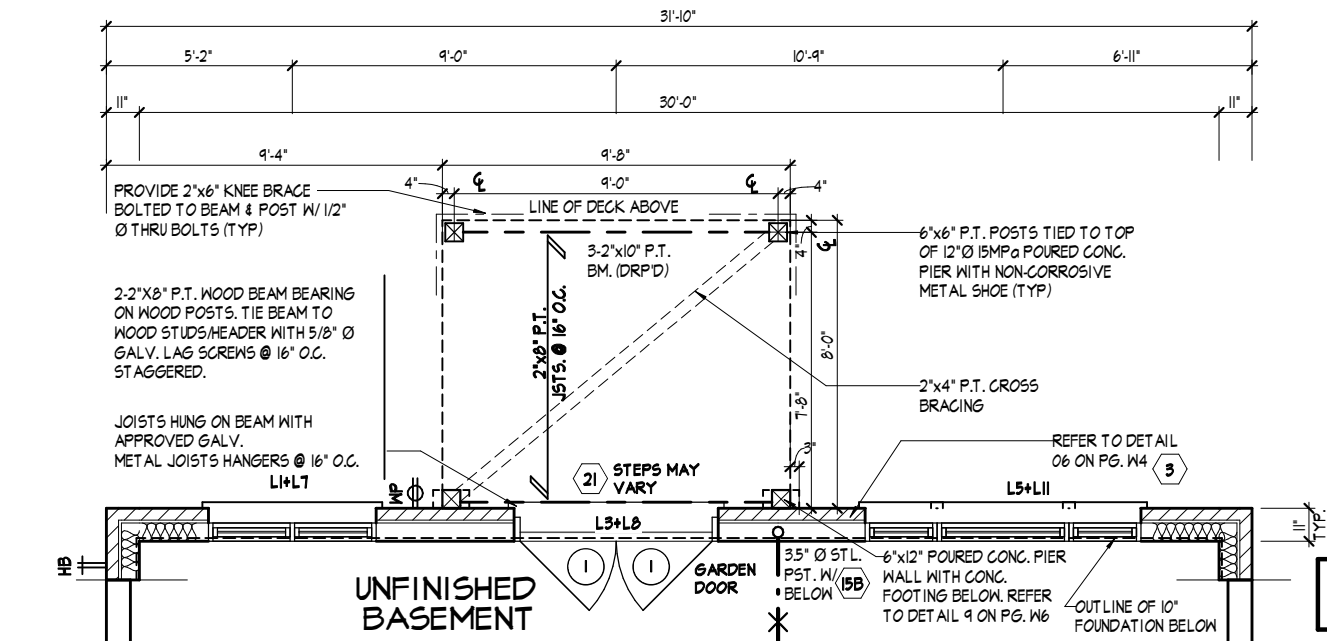 31'-10"
5'-2"
9'-0"
10'-9"
6'-11"
11"
30'-0"
11"
9'-4"
9'-8"
4"
℄
9'-0"
℄
4"
PROVIDE 2"x6" KNEE BRACE
BOLTED TO BEAM & POST W/ 1/2"
Ø THRU BOLTS (TYP)
LINE OF DECK ABOVE
3-2"x10" P.T.
BM. (DRP'D)
4"
℄
6"x6" P.T. POSTS TIED TO TOP
OF 12"Ø 15MPa POURED CONC.
PIER WITH NON-CORROSIVE
METAL SHOE (TYP)
2-2"X8" P.T. WOOD BEAM BEARING
ON WOOD POSTS. TIE BEAM TO
WOOD STUDS/HEADER WITH 5/8" Ø
GALV. LAG SCREWS @ 16" O.C.
STAGGERED.
2"x8" P.T.
JSTS. @ 16" O.C.
8'-0"
7'-8"
2"x4" P.T. CROSS
BRACING
JOISTS HUNG ON BEAM WITH
APPROVED GALV.
METAL JOISTS HANGERS @ 16" O.C.
3"
REFER TO DETAIL
06 ON PG. W4
3
21
STEPS MAY
VARY
L1+L7
WP
L5+L11
L3+L8
11"
TYP.
HB
UNFINISHED
BASEMENT
1
1
GARDEN
DOOR
3.5" Ø STL.
PST. W/
BELOW
15B
6"x12" POURED CONC. PIER
WALL WITH CONC.
FOOTING BELOW. REFER
TO DETAIL 9 ON PG. W6
OUTLINE OF 10"
FOUNDATION BELOW